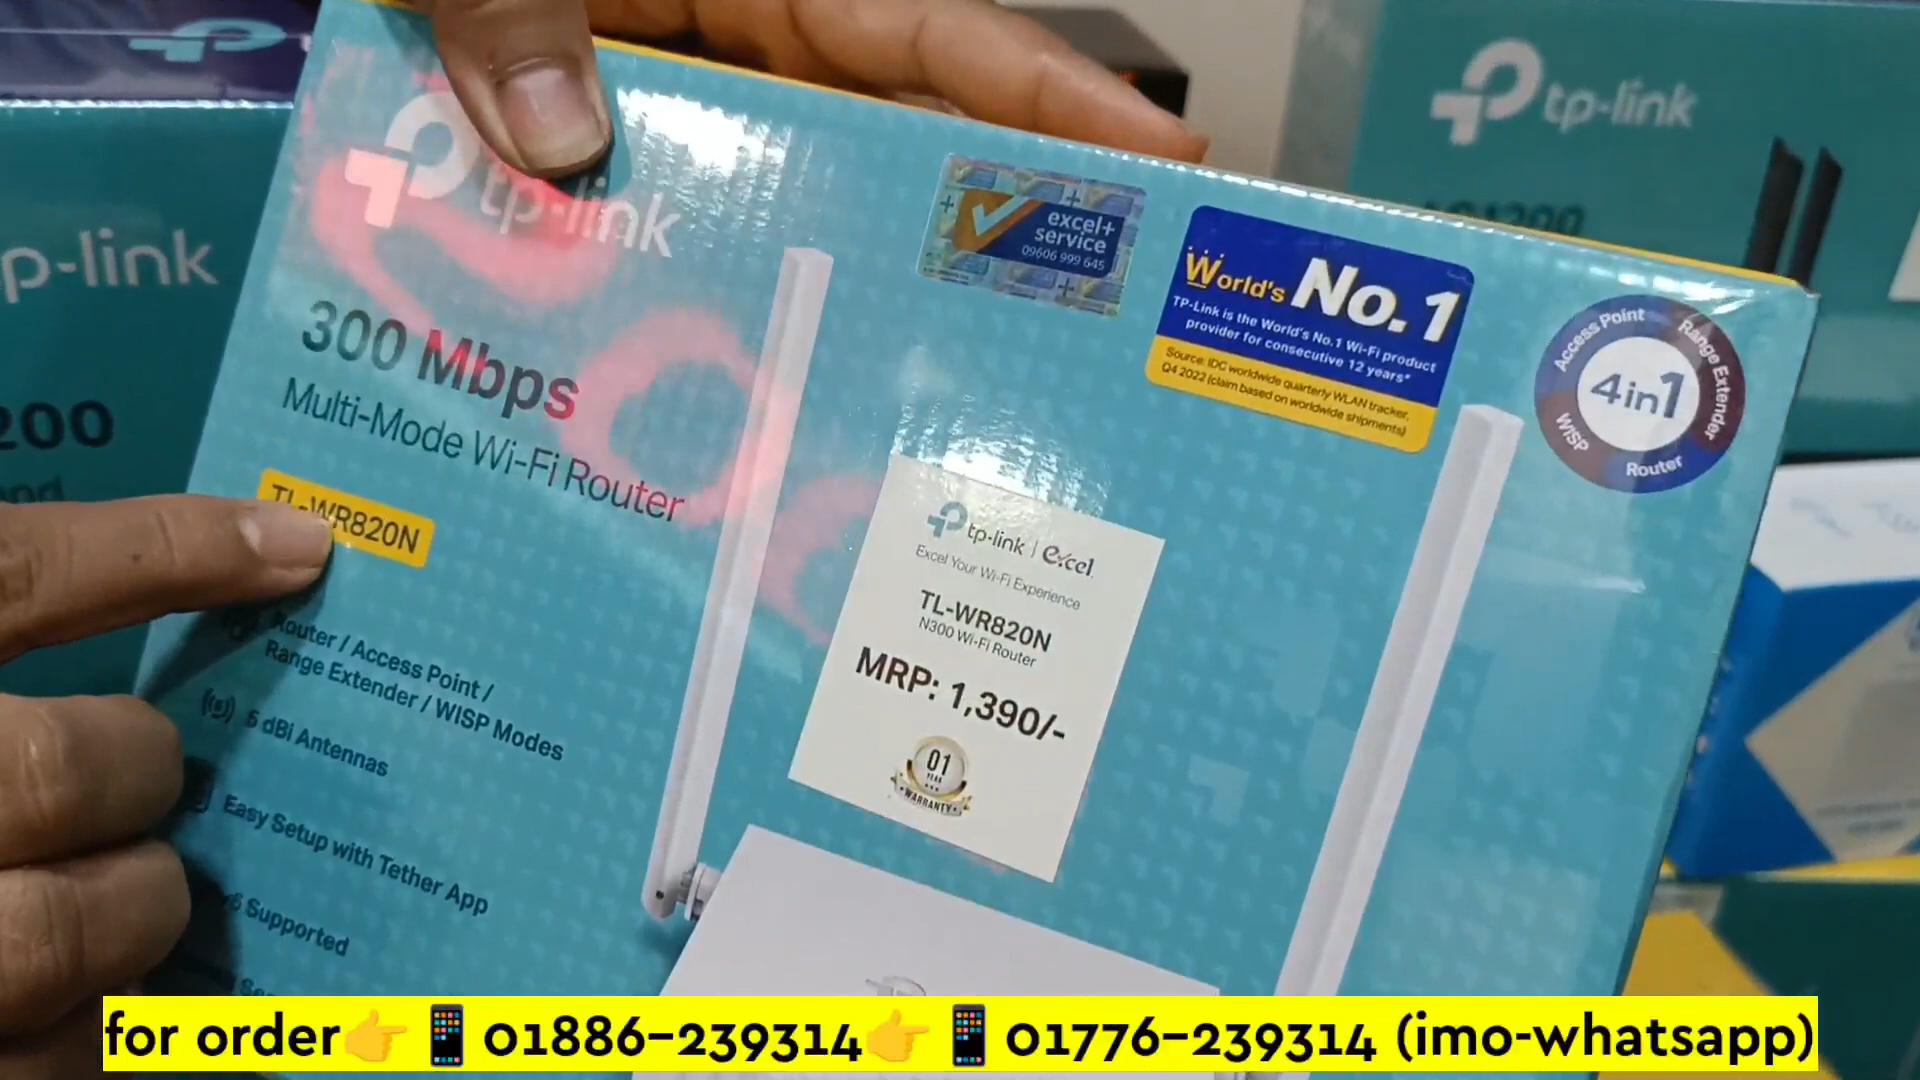 tp-link
300 Mbps
Multi-Mode Wi-Fi Router
TL-WR820N
Router / Access Point /
Range Extender / WISP Modes
5 dBi Antennas
Easy Setup with Tether App
Supported
excel+
service
09606 999 645
World's No. 1
TP-Link is the World's No.1 Wi-Fi product
provider for consecutive 12 years*
Source: IDC worldwide quarterly WLAN tracker,
Q4 2022 (claim based on worldwide shipments)
Access Point
Range Extender
4in1
WISP
Router
tp-link | excel
Excel Your Wi-Fi Experience
TL-WR820N
N300 Wi-Fi Router
MRP: 1,390/-
01
YEAR
WARRANTY
tp-link
p-link
200
for order👉📱01886-239314👉📱01776-239314 (imo-whatsapp)